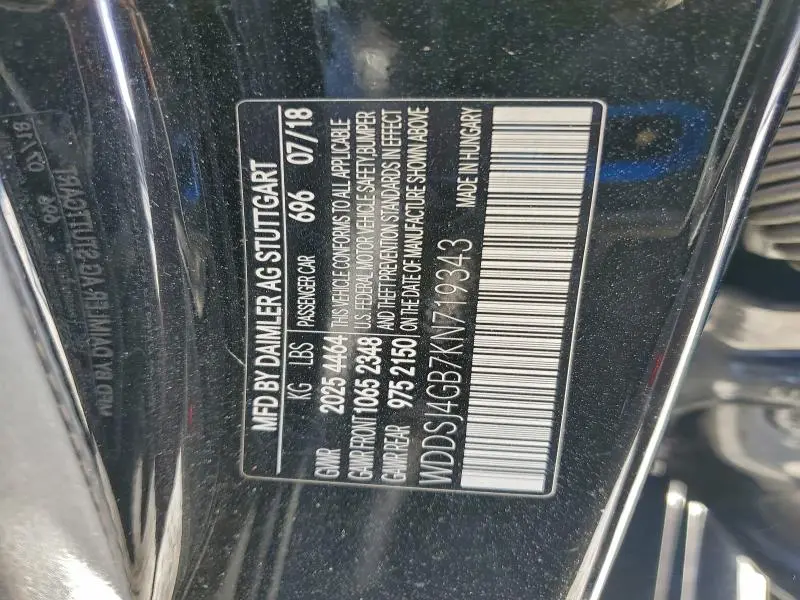 MFD BY DAIMLER AG STUTTGART
KG LBS PASSENGER CAR 696 07/18
GVWR 2025 4464 THIS VEHICLE CONFORMS TO ALL APPLICABLE
GAWR FRONT 1065 2348 U.S. FEDERAL MOTOR VEHICLE SAFETY BUMPER
GAWR REAR 975 2150 AND THEFT PREVENTION STANDARDS IN EFFECT
ON THE DATE OF MANUFACTURE SHOWN ABOVE
WDDSJ4GB7KN719343 MADE IN HUNGARY